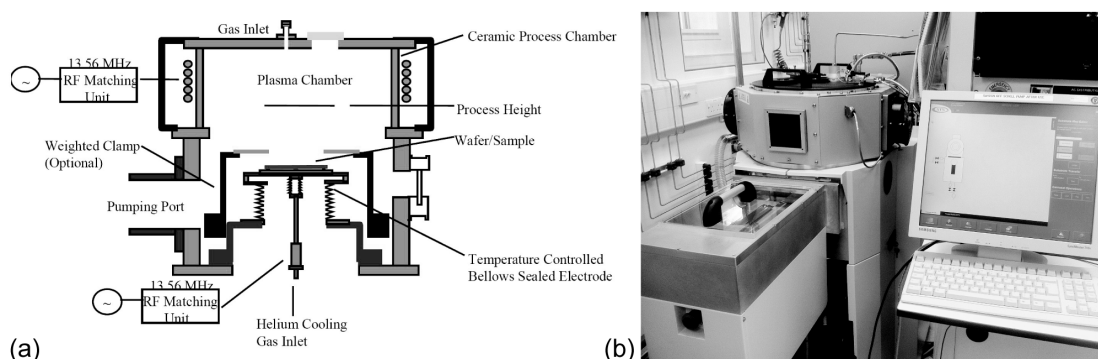 Gas Inlet
Ceramic Process Chamber
13.56 MHz
RF Matching
Unit
~
Plasma Chamber
Process Height
Wafer/Sample
Weighted Clamp
(Optional)
Pumping Port
Temperature Controlled
Bellows Sealed Electrode
13.56 MHz
RF Matching
Unit
~
Helium Cooling
Gas Inlet
(a)
(b)
SAMSUNG